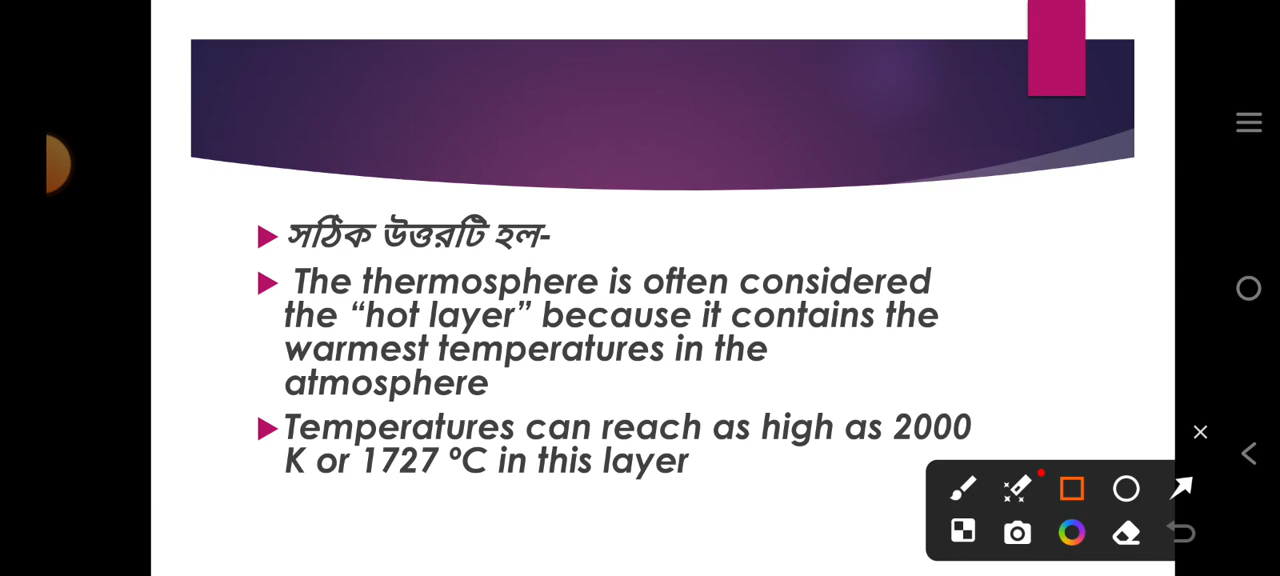 সঠিক উত্তরটি হল-
The thermosphere is often considered
the “hot layer” because it contains the
warmest temperatures in the
atmosphere
Temperatures can reach as high as 2000
K or 1727 ºC in this layer